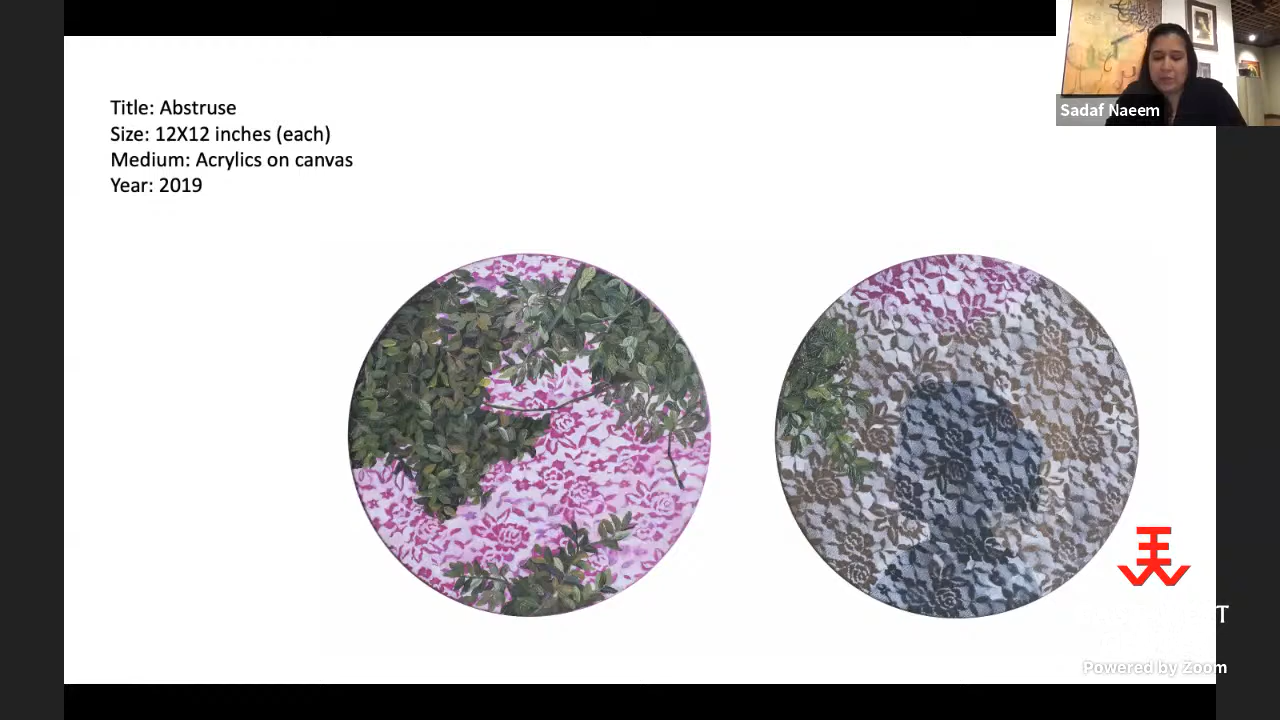 Title: Abstruse
Size: 12X12 inches (each)
Medium: Acrylics on canvas
Year: 2019
Sadaf Naeem
Powered by Zoom